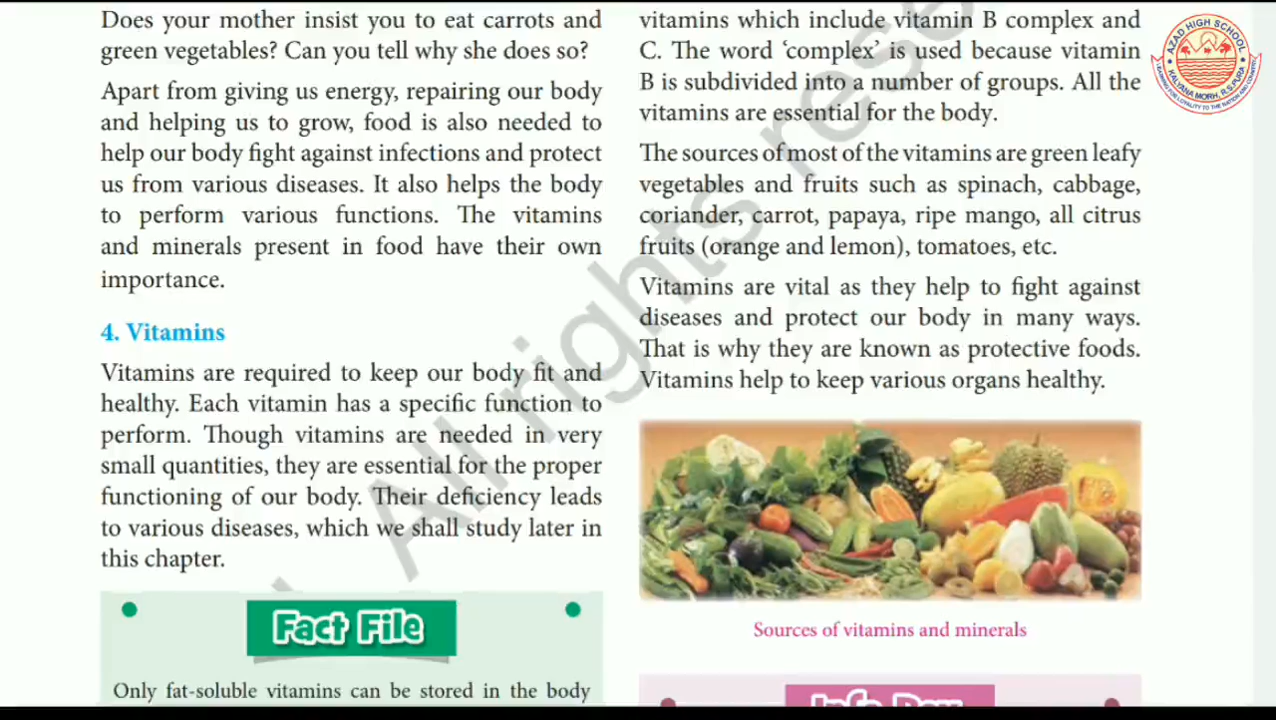 Does your mother insist you to eat carrots and
green vegetables? Can you tell why she does so?
Apart from giving us energy, repairing our body
and helping us to grow, food is also needed to
help our body fight against infections and protect
us from various diseases. It also helps the body
to perform various functions. The vitamins
and minerals present in food have their own
importance.
4. Vitamins
Vitamins are required to keep our body fit and
healthy. Each vitamin has a specific function to
perform. Though vitamins are needed in very
small quantities, they are essential for the proper
functioning of our body. Their deficiency leads
to various diseases, which we shall study later in
this chapter.
Fact File
Only fat-soluble vitamins can be stored in the body
vitamins which include vitamin B complex and
C. The word ‘complex’ is used because vitamin
B is subdivided into a number of groups. All the
vitamins are essential for the body.
The sources of most of the vitamins are green leafy
vegetables and fruits such as spinach, cabbage,
coriander, carrot, papaya, ripe mango, all citrus
fruits (orange and lemon), tomatoes, etc.
Vitamins are vital as they help to fight against
diseases and protect our body in many ways.
That is why they are known as protective foods.
Vitamins help to keep various organs healthy.
Sources of vitamins and minerals
All rights rese
AZAD HIGH SCHOOL
KALYANA MORH, R.S.PURA